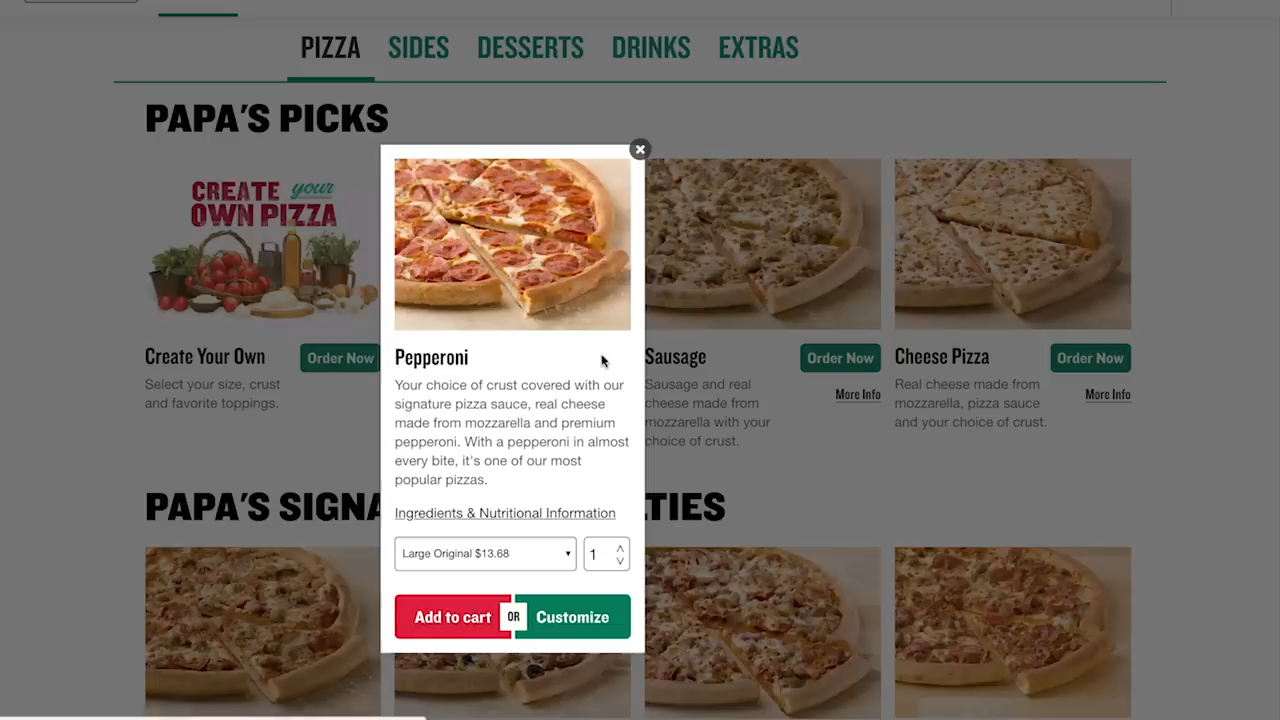 PIZZA SIDES DESSERTS DRINKS EXTRAS
PAPA'S PICKS
CREATE your
OWN PIZZA
Create Your Own Order Now
Select your size, crust
and favorite toppings.
Pepperoni
Your choice of crust covered with our
signature pizza sauce, real cheese
made from mozzarella and premium
pepperoni. With a pepperoni in almost
every bite, it's one of our most
popular pizzas.
Ingredients & Nutritional Information
Large Original $13.68 1
Add to cart OR Customize
Sausage Order Now
More Info
Sausage and real
cheese made from
mozzarella with your
choice of crust.
Cheese Pizza Order Now
More Info
Real cheese made from
mozzarella, pizza sauce
and your choice of crust.
PAPA'S SIGNA TIES